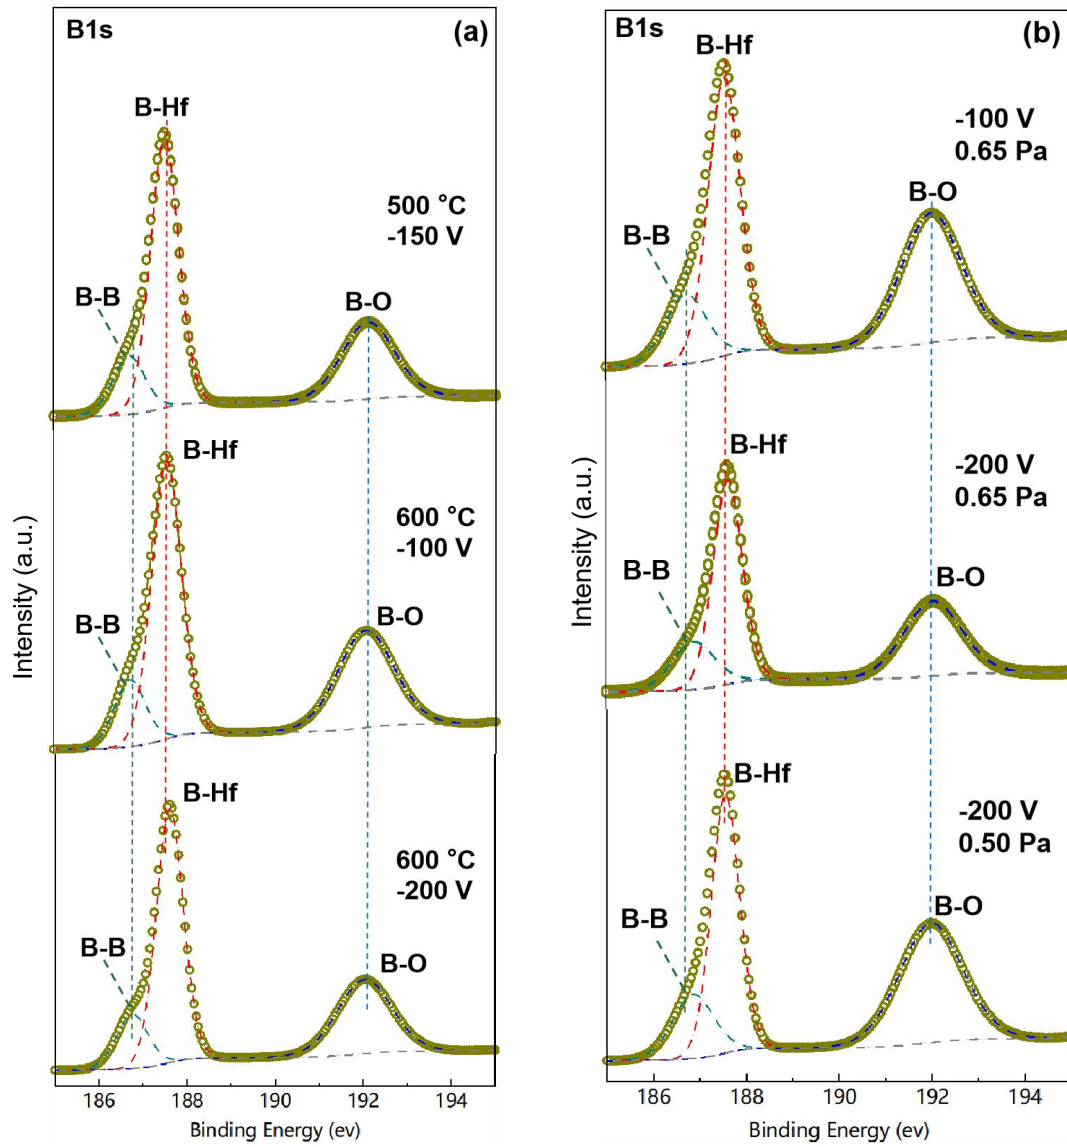 B1s
(a)
B-Hf
500 °C
-150 V
B-B
B-O
B-Hf
600 °C
-100 V
B-B
B-O
B-Hf
600 °C
-200 V
B-B
B-O
Intensity (a.u.)
186 188 190 192 194
Binding Energy (ev)
B1s
(b)
B-Hf
-100 V
0.65 Pa
B-O
B-B
B-Hf
-200 V
0.65 Pa
B-B
B-O
B-Hf
-200 V
0.50 Pa
B-B
B-O
Intensity (a.u.)
186 188 190 192 194
Binding Energy (ev)